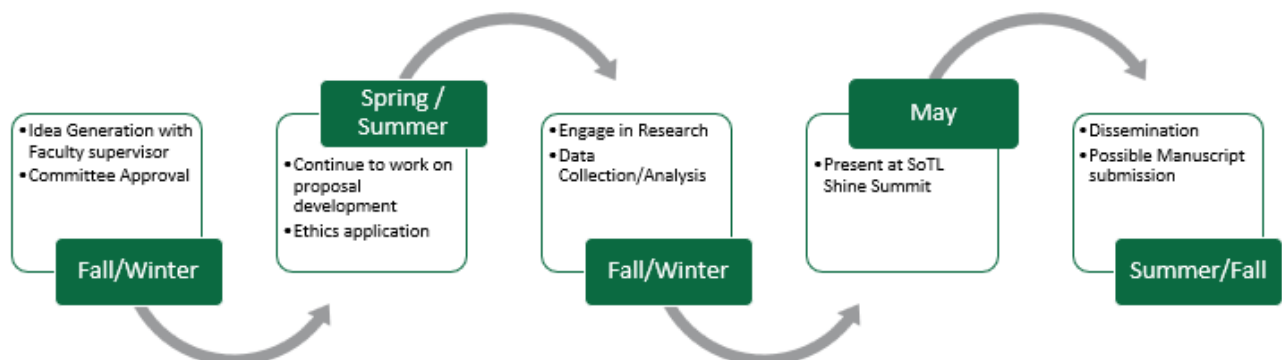 • Idea Generation with
Faculty supervisor
• Committee Approval
Fall/Winter
Spring /
Summer
• Continue to work on
proposal
development
• Ethics application
• Engage in Research
• Data
Collection/Analysis
Fall/Winter
May
• Present at SoTL
Shine Summit
• Dissemination
• Possible Manuscript
submission
Summer/Fall